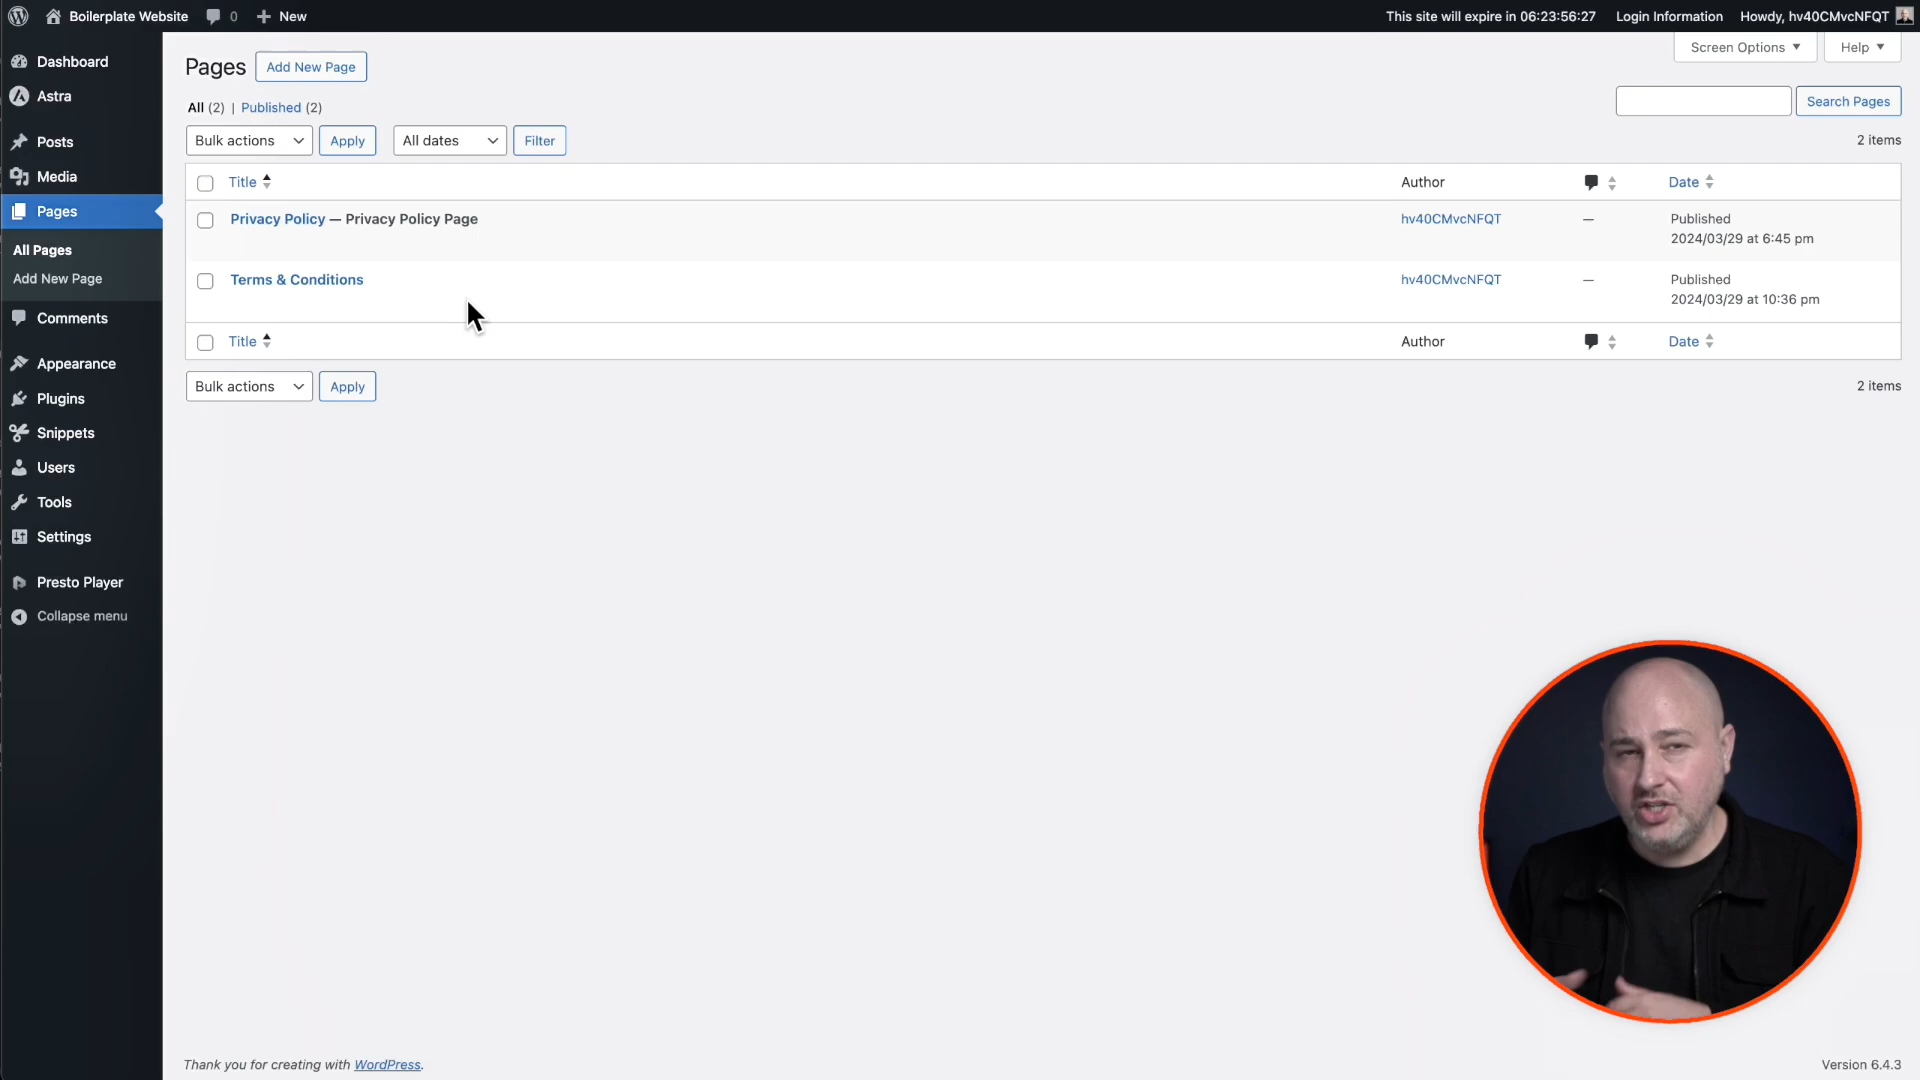 Boilerplate Website 0 New This site will expire in 06:23:56:27 Login Information Howdy, hv40CMvcNFQT
Screen Options Help
Dashboard
Astra
Posts
Media
Pages
All Pages
Add New Page
Comments
Appearance
Plugins
Snippets
Users
Tools
Settings
Presto Player
Collapse menu
Pages Add New Page
All (2) | Published (2)
Search Pages
Bulk actions Apply All dates Filter 2 items
Title Author Date
Privacy Policy — Privacy Policy Page hv40CMvcNFQT — Published
2024/03/29 at 6:45 pm
Terms & Conditions hv40CMvcNFQT — Published
2024/03/29 at 10:36 pm
Title Author Date
Bulk actions Apply 2 items
Thank you for creating with WordPress. Version 6.4.3